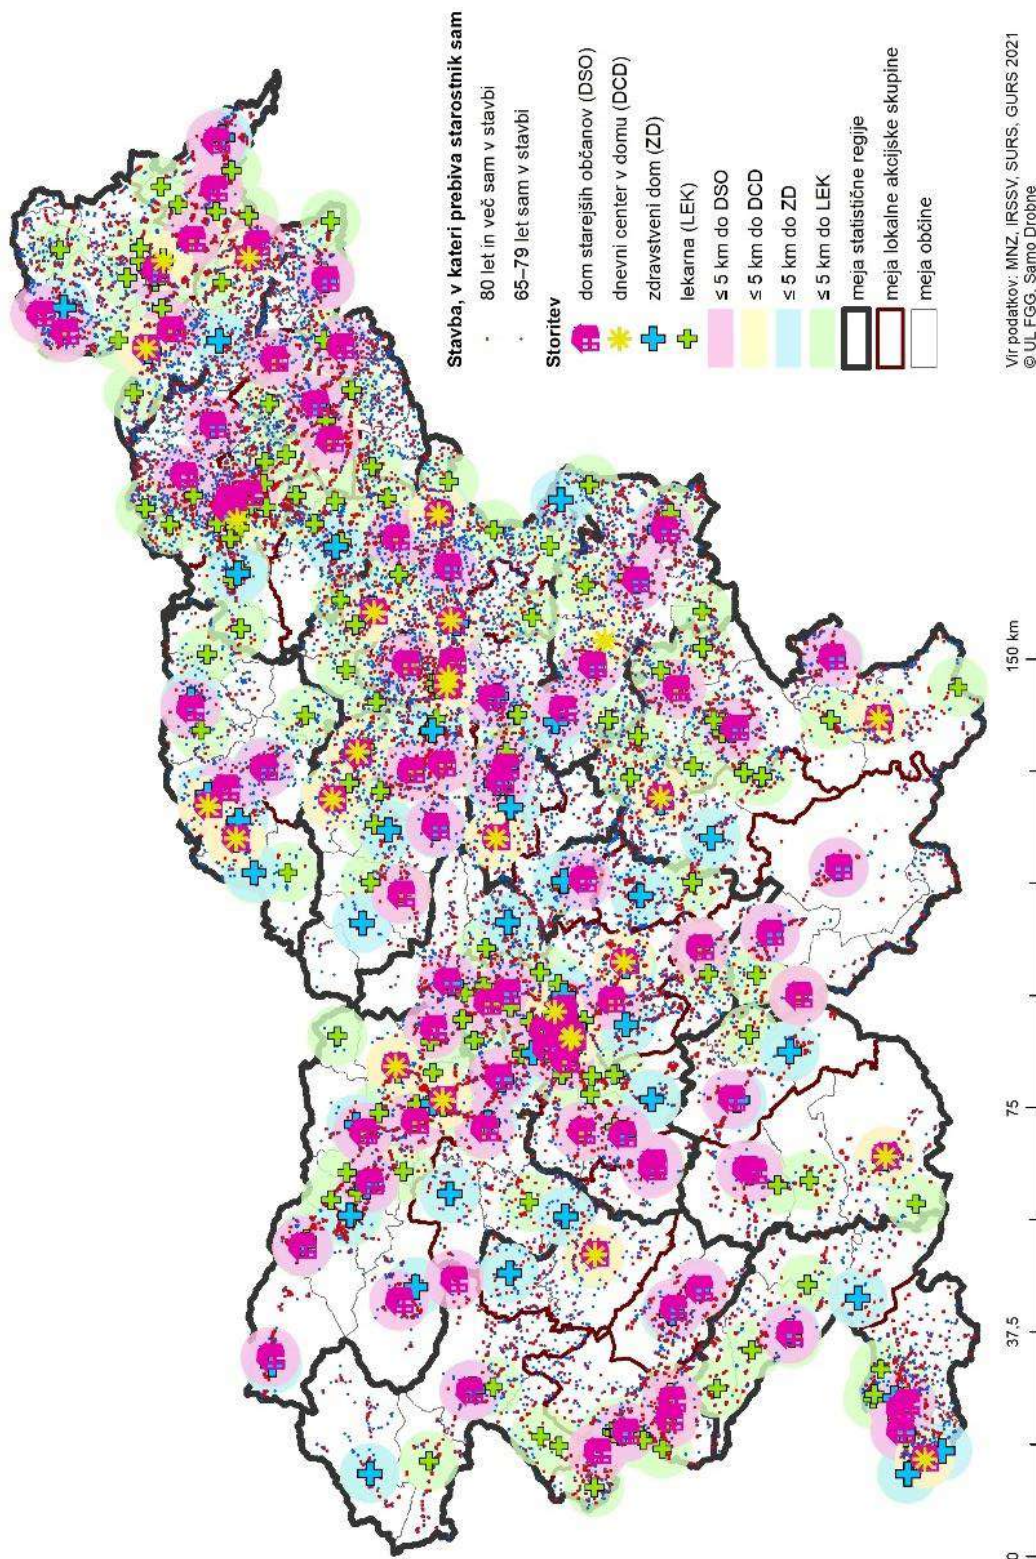 Stavba, v kateri prebiva starostnik sam
80 let in več sam v stavbi
65–79 let sam v stavbi
Storitev
dom starejših občanov (DSO)
dnevni center v domu (DCD)
zdravstveni dom (ZD)
lekarna (LEK)
≤ 5 km do DSO
≤ 5 km do DCD
≤ 5 km do ZD
≤ 5 km do LEK
meja statistične regije
meja lokalne akcijske skupine
meja občine
0
37,5
75
150 km
Vir podatkov: MNZ, IRSSV, SURS, GURS 2021
© UL FGG, Samo Drobne